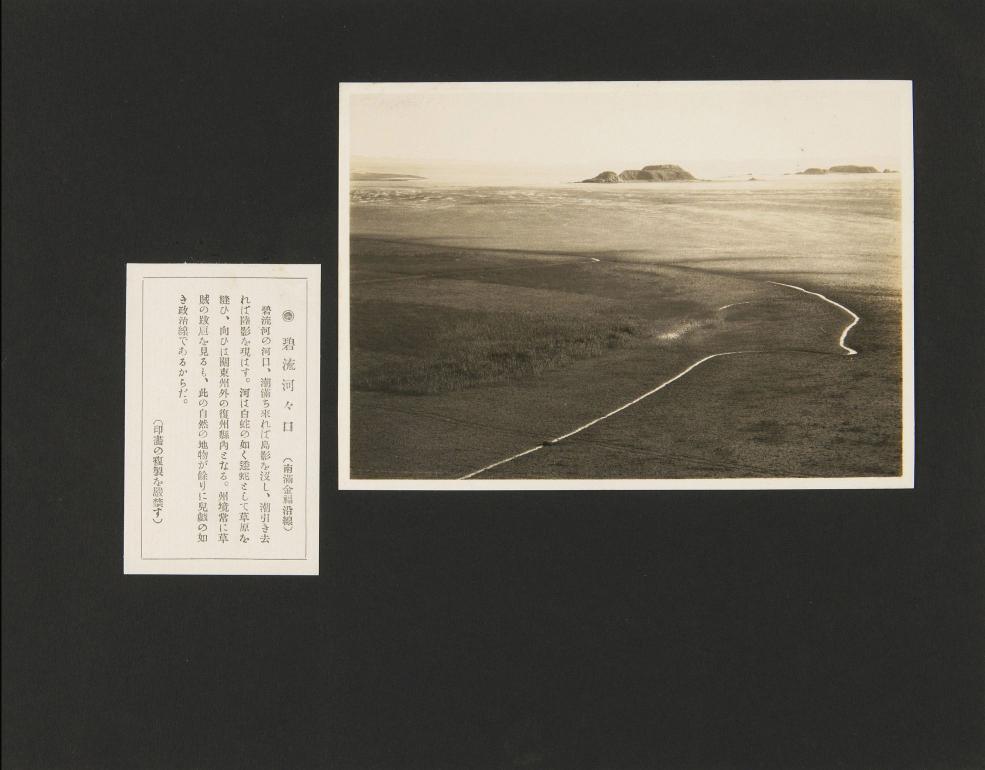 碧流河々口 (南滿金福沿線)
碧流河の河口、潮滿ち來れば島影を沒し、潮引き去
れば陸影を現はす。河は白蛇の如く逶蛇として草原を
縫ひ、向ひは關東州外の復州縣內となる。州境常に草
賊の跋扈を見るも、此の自然の地物が餘りに兒戲の如
き政治線であるからだ。
(印畫の複製を嚴禁す)